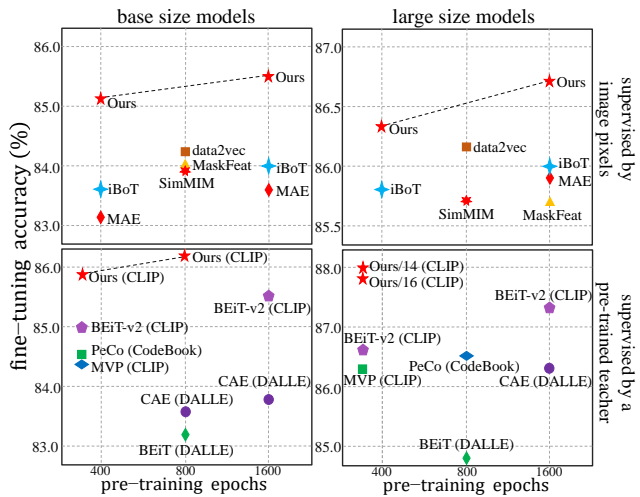 base size models
large size models
fine-tuning accuracy (%)
86.0
85.0
84.0
83.0
Ours
Ours
data2vec
MaskFeat
SimMIM
iBoT
MAE
iBoT
MAE
87.0
86.5
86.0
85.5
Ours
Ours
data2vec
iBoT
MAE
iBoT
SimMIM
MaskFeat
supervised by
image pixels
86.0
85.0
84.0
83.0
Ours (CLIP)
Ours (CLIP)
BEiT-v2 (CLIP)
BEiT-v2 (CLIP)
PeCo (CodeBook)
MVP (CLIP)
CAE (DALLE)
CAE (DALLE)
BEiT (DALLE)
400
800
1600
pre-training epochs
88.0
87.0
86.0
85.0
Ours/14 (CLIP)
Ours/16 (CLIP)
BEiT-v2 (CLIP)
BEiT-v2 (CLIP)
PeCo (CodeBook)
MVP (CLIP)
CAE (DALLE)
BEiT (DALLE)
400
800
1600
pre-training epochs
supervised by a
pre-trained teacher